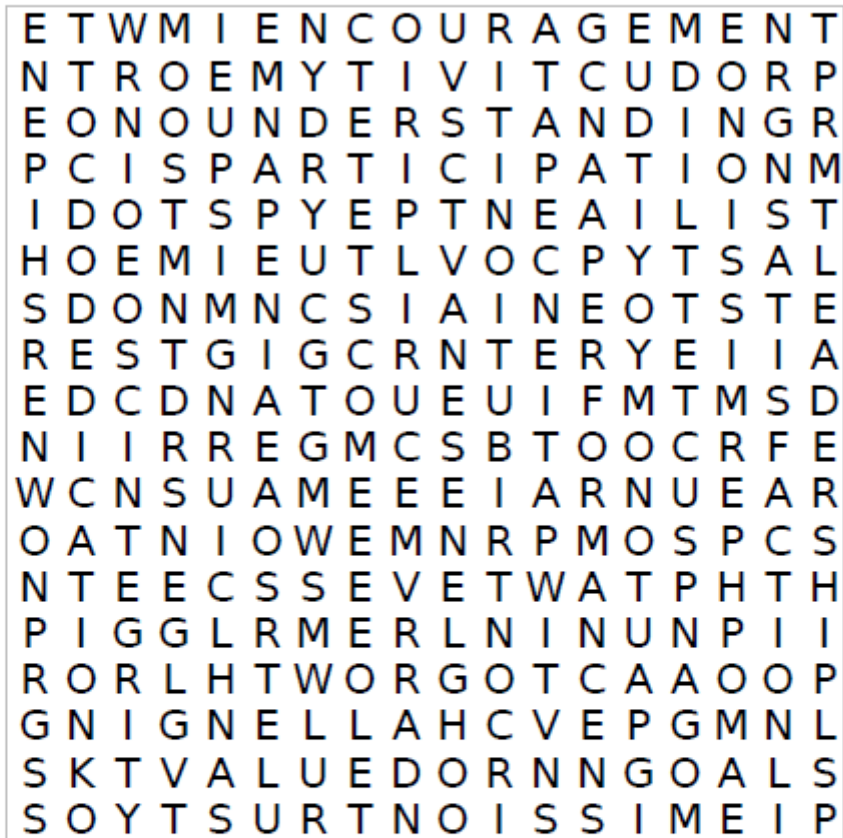 E T W M I E N C O U R A G E M E N T
N T R O E M Y T I V I T C U D O R P
E O N O U N D E R S T A N D I N G R
P C I S P A R T I C I P A T I O N M
I D O T S P Y E P T N E A I L I S T
H O E M I E U T L V O C P Y T S A L
S D O N M N C S I A I N E O T S T E
R E S T G I G C R N T E R Y E I I A
E D C D N A T O U E U I F M T M S D
N I I R R E G M C S B T O O C R F E
W C N S U A M E E E I A R N U E A R
O A T N I O W E M N R P M O S P C S
N T E E C S S E V E T W A T P H T H
P I G G L R M E R L N I N U N P I I
R O R L H T W O R G O T C A A O O P
G N I G N E L L A H C V E P G M N L
S K T V A L U E D O R N N G O A L S
S O Y T S U R T N O I S S I M E I P